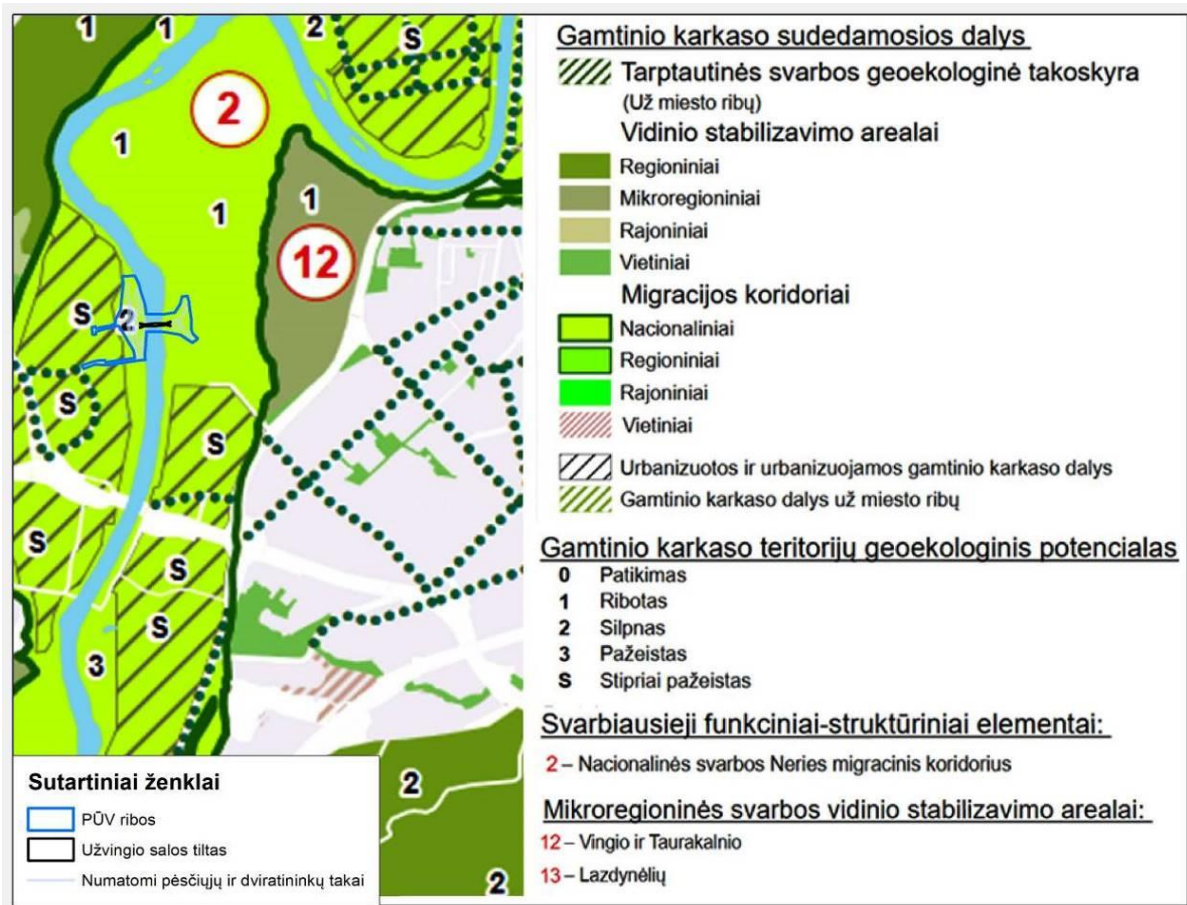 1
1
2
S
2
1
1
1
12
S
2
S
S
S
S
S
3
2
2
Sutartiniai ženklai
PŪV ribos
Užvingio salos tiltas
Numatomi pėsčiųjų ir dviratininkų takai
Gamtinio karkaso sudedamosios dalys
Tarptautinės svarbos geoekologinė takoskyra
(Už miesto ribų)
Vidinio stabilizavimo arealai
Regioniniai
Mikroregioniniai
Rajoniniai
Vietiniai
Migracijos koridoriai
Nacionaliniai
Regioniniai
Rajoniniai
Vietiniai
Urbanizuotos ir urbanizuojamos gamtinio karkaso dalys
Gamtinio karkaso dalys už miesto ribų
Gamtinio karkaso teritorijų geoekologinis potencialas
0 Patikimas
1 Ribotas
2 Silpnas
3 Pažeistas
S Stipriai pažeistas
Svarbiausieji funkciniai-struktūriniai elementai:
2 – Nacionalinės svarbos Neries migracinis koridorius
Mikroregioninės svarbos vidinio stabilizavimo arealai:
12 – Vingio ir Taurakalnio
13 – Lazdynėlių